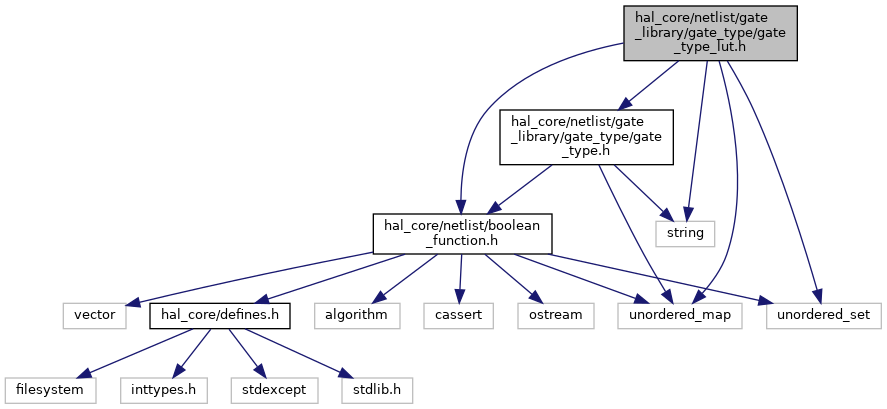 hal_core/netlist/gate
_library/gate_type/gate
_type_lut.h
hal_core/netlist/gate
_library/gate_type/gate
_type.h
hal_core/netlist/boolean
_function.h
string
vector
hal_core/defines.h
algorithm
cassert
ostream
unordered_map
unordered_set
filesystem
inttypes.h
stdexcept
stdlib.h